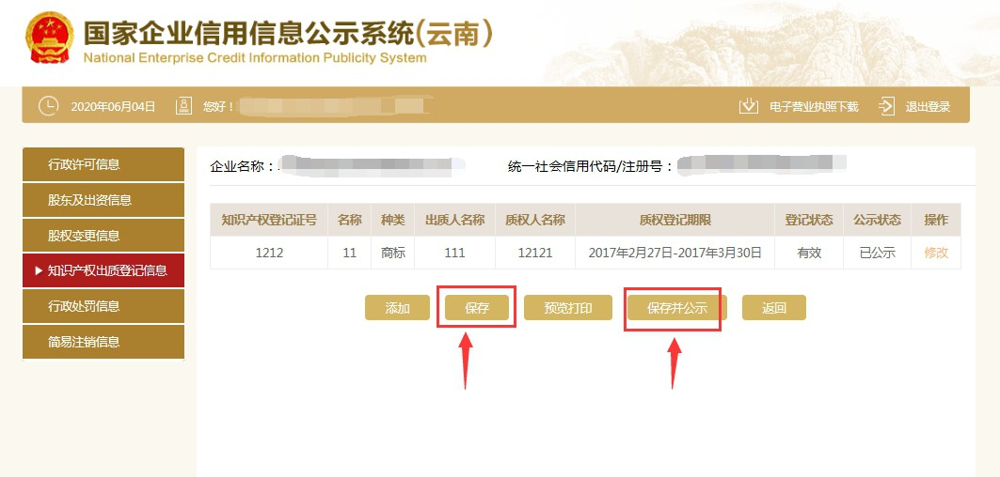 国家企业信用信息公示系统(云南)
National Enterprise Credit Information Publicity System
2020年06月04日 您好! 电子营业执照下载 退出登录
行政许可信息
股东及出资信息
股权变更信息
知识产权出质登记信息
行政处罚信息
简易注销信息
企业名称: 统一社会信用代码/注册号:
知识产权登记证号 名称 种类 出质人名称 质权人名称 质权登记期限 登记状态 公示状态 操作
1212 11 商标 111 12121 2017年2月27日-2017年3月30日 有效 已公示 修改
添加 保存 预览打印 保存并公示 返回